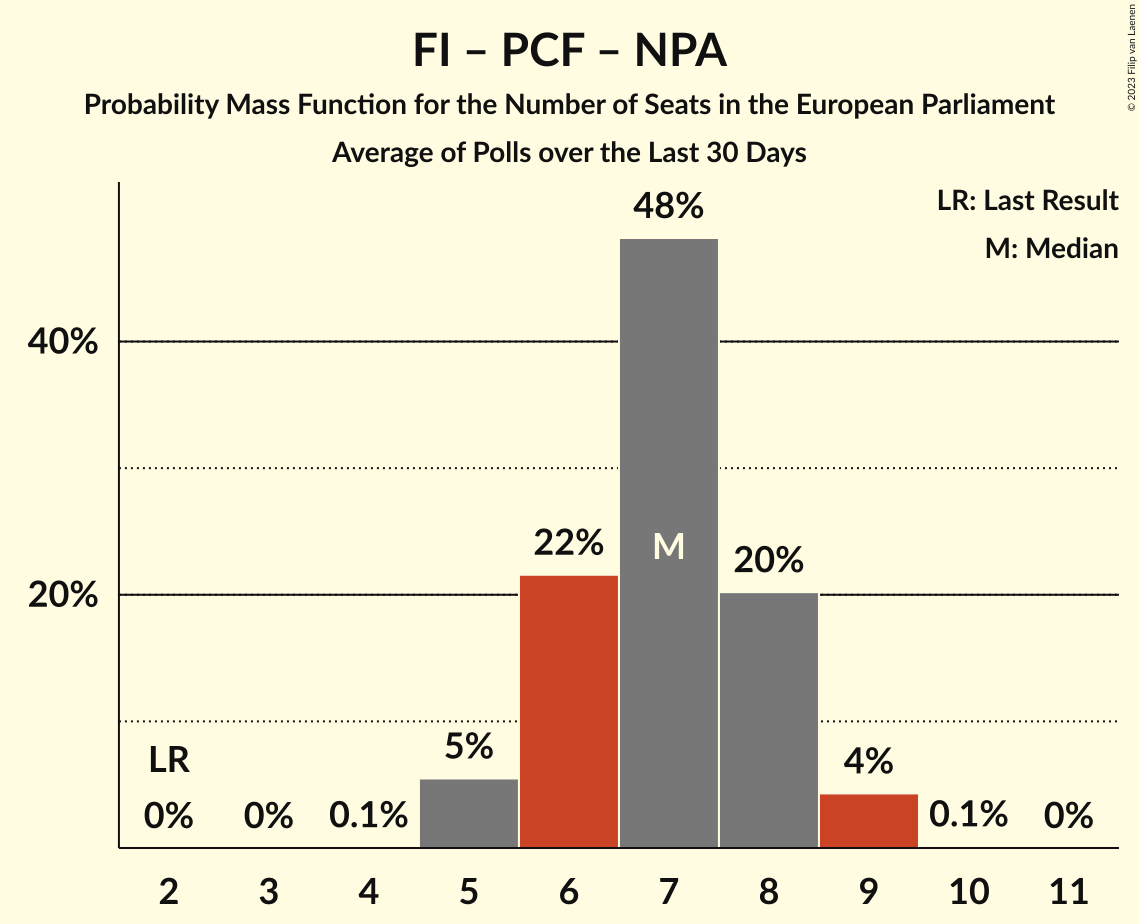 FI – PCF – NPA
Probability Mass Function for the Number of Seats in the European Parliament
Average of Polls over the Last 30 Days
© 2023 Filip van Laenen
LR: Last Result
M: Median
48%
40%
22%
M
20%
20%
5%
LR
4%
0%
0%
0.1%
0.1%
0%
2
3
4
5
6
7
8
9
10
11